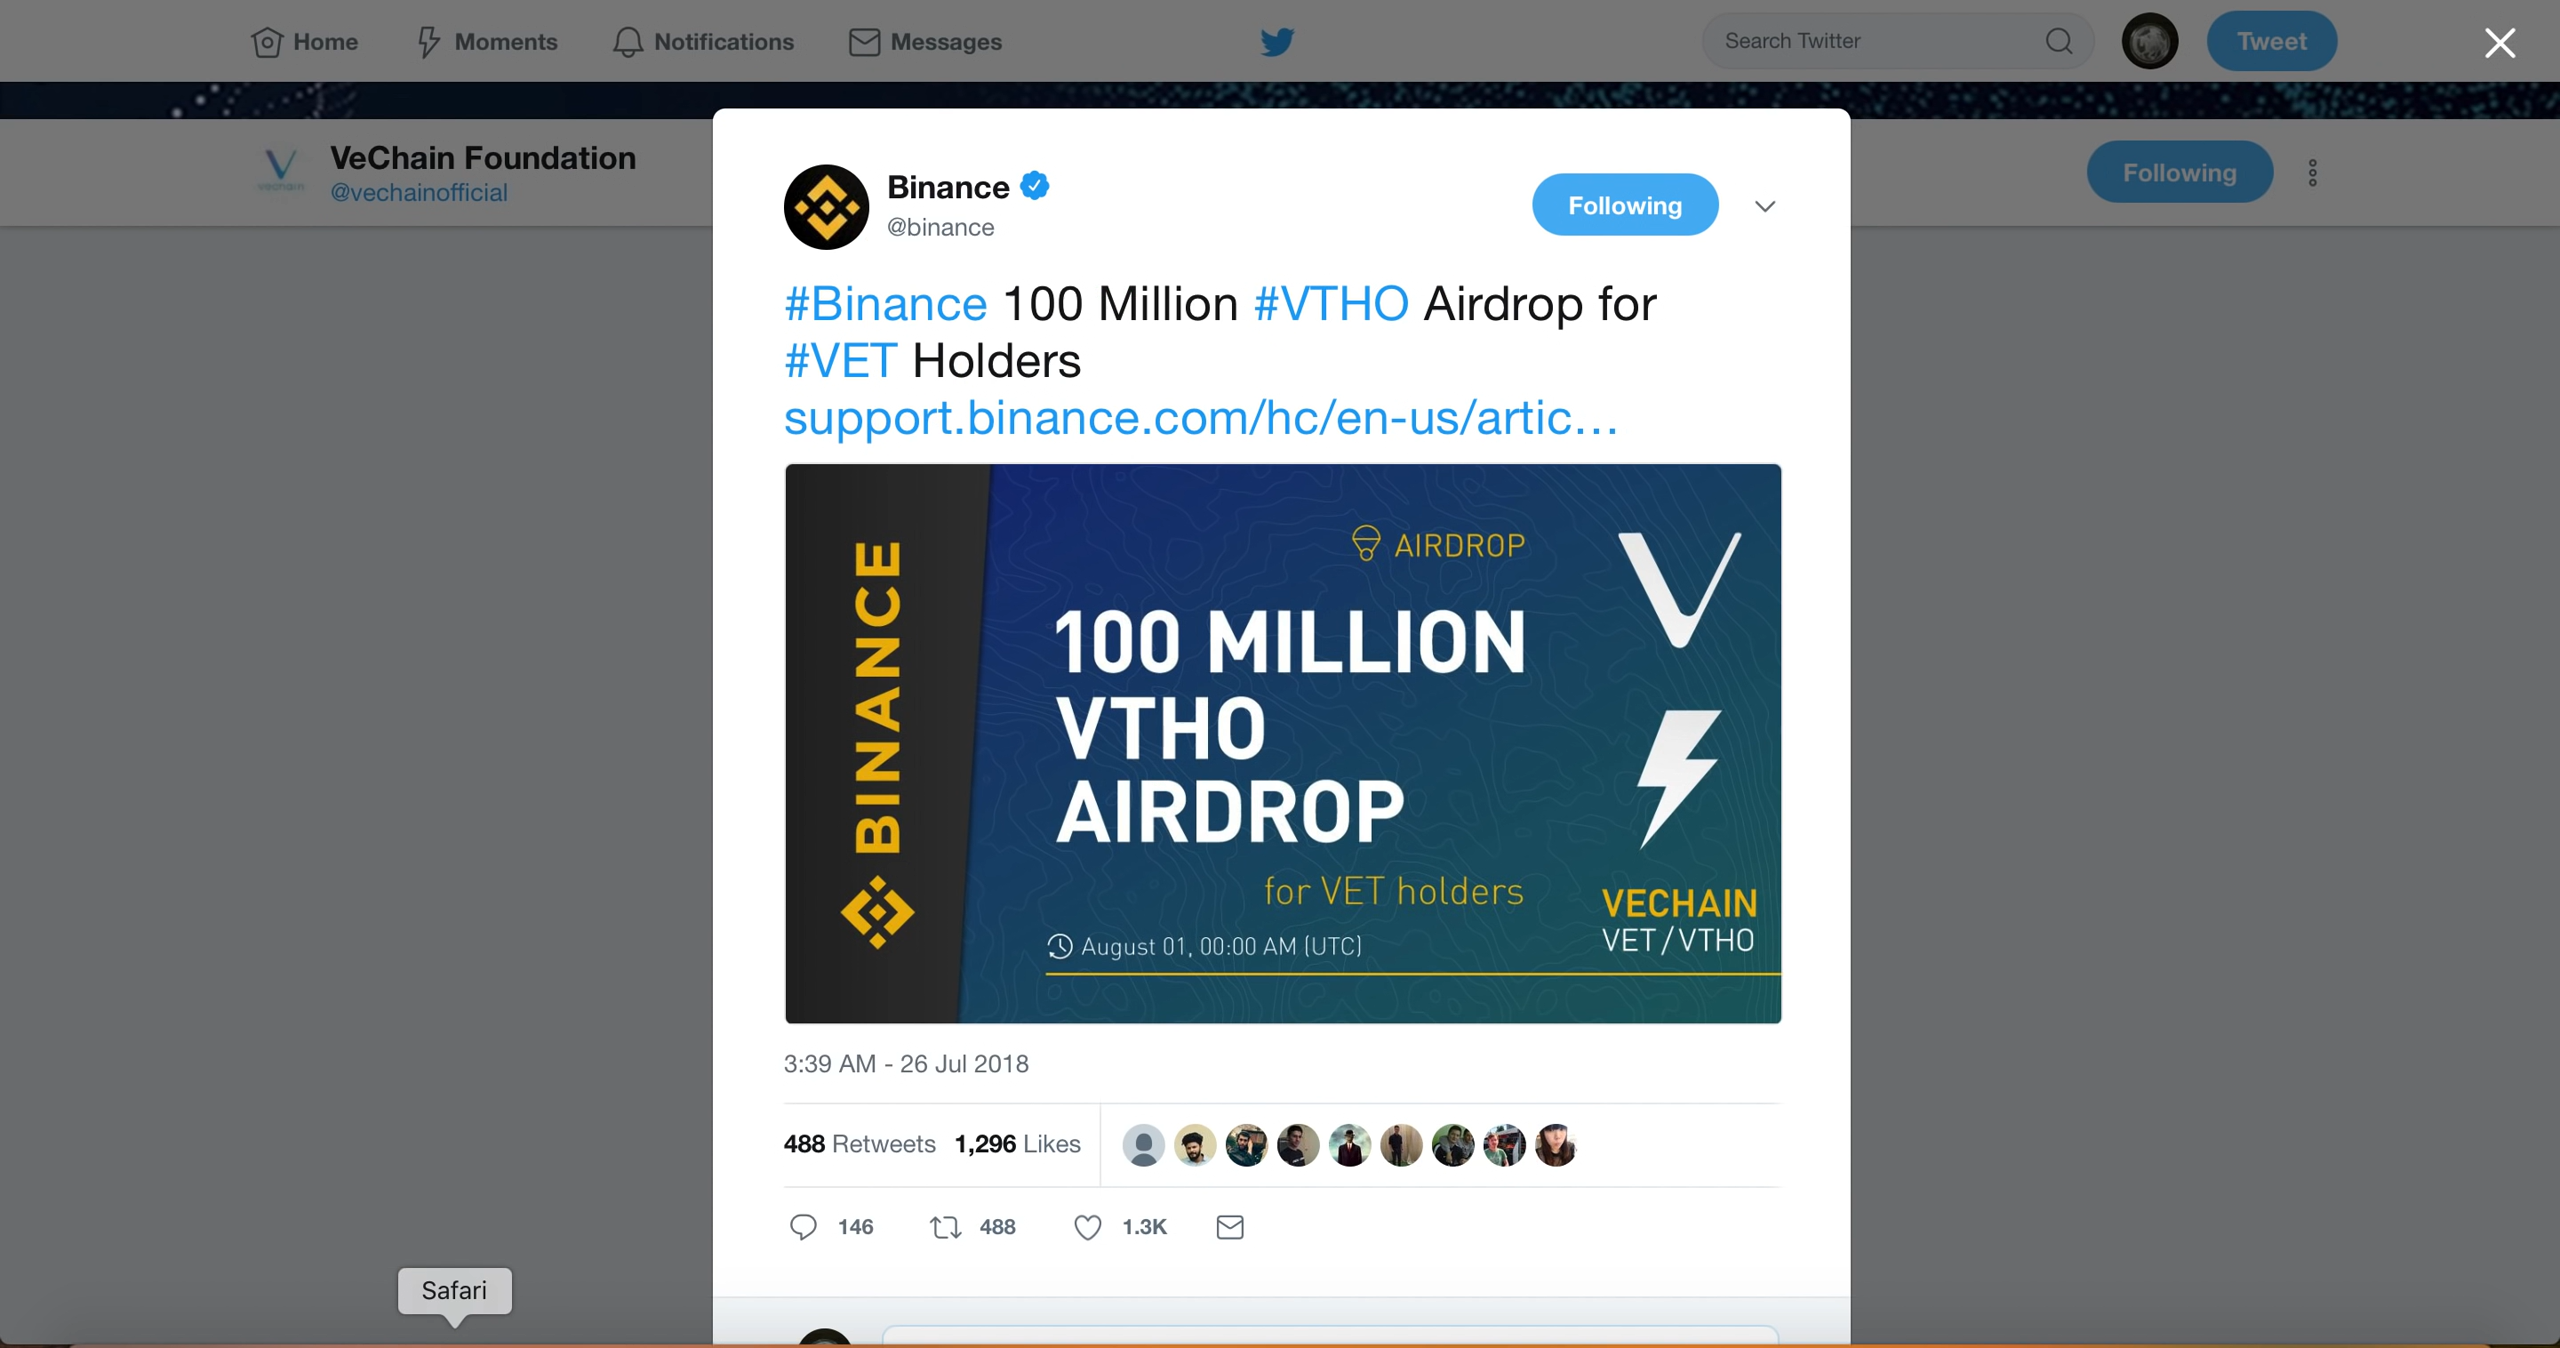 Home
Moments
Notifications
Messages
Search Twitter
Tweet
VeChain Foundation
@vechainofficial
vechain
Following
Binance
@binance
Following
#Binance 100 Million #VTHO Airdrop for
#VET Holders
support.binance.com/hc/en-us/artic…
BINANCE
AIRDROP
100 MILLION
VTHO
AIRDROP
for VET holders
August 01, 00:00 AM (UTC)
VECHAIN
VET/VTHO
3:39 AM - 26 Jul 2018
488 Retweets 1,296 Likes
146 488 1.3K
Safari